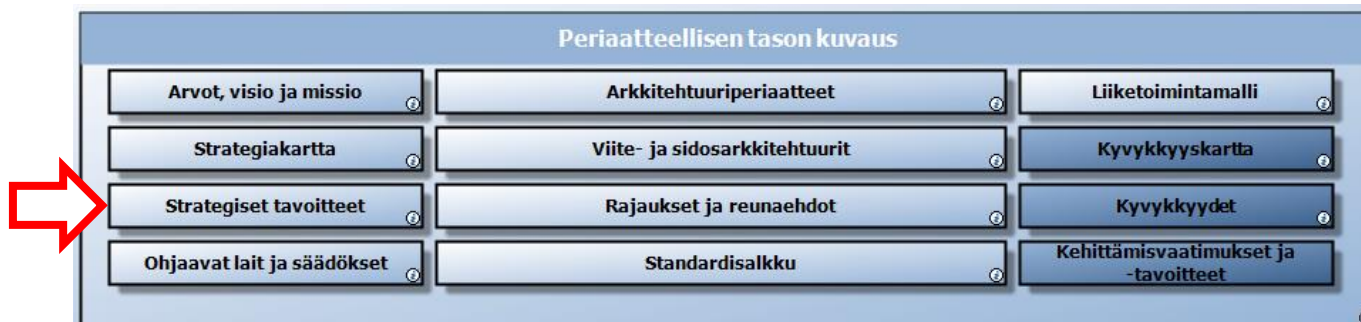 Periaatteellisen tason kuvaus
Arvot, visio ja missio
Arkkitehtuuriperiaatteet
Liiketoimintamalli
Strategiakartta
Viite- ja sidosarkkitehtuurit
Kyvykkyyskartta
Strategiset tavoitteet
Rajaukset ja reunaehdot
Kyvykkyydet
Ohjaavat lait ja säädökset
Standardisalkku
Kehittämisvaatimukset ja
-tavoitteet